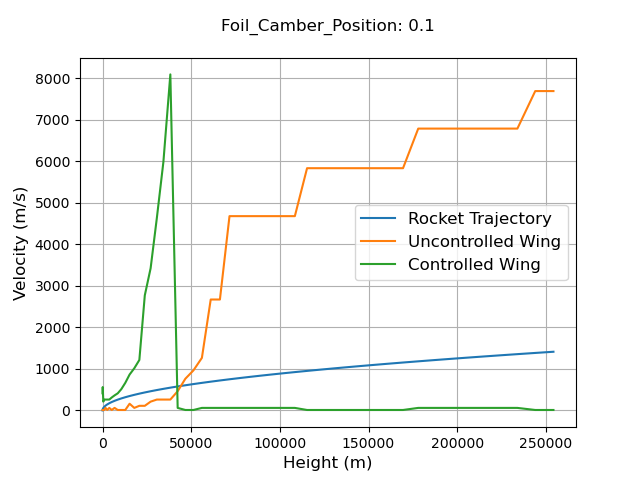 Foil_Camber_Position: 0.1
8000
7000
6000
5000
4000
3000
2000
1000
0
Velocity (m/s)
Rocket Trajectory
Uncontrolled Wing
Controlled Wing
0 50000 100000 150000 200000 250000
Height (m)